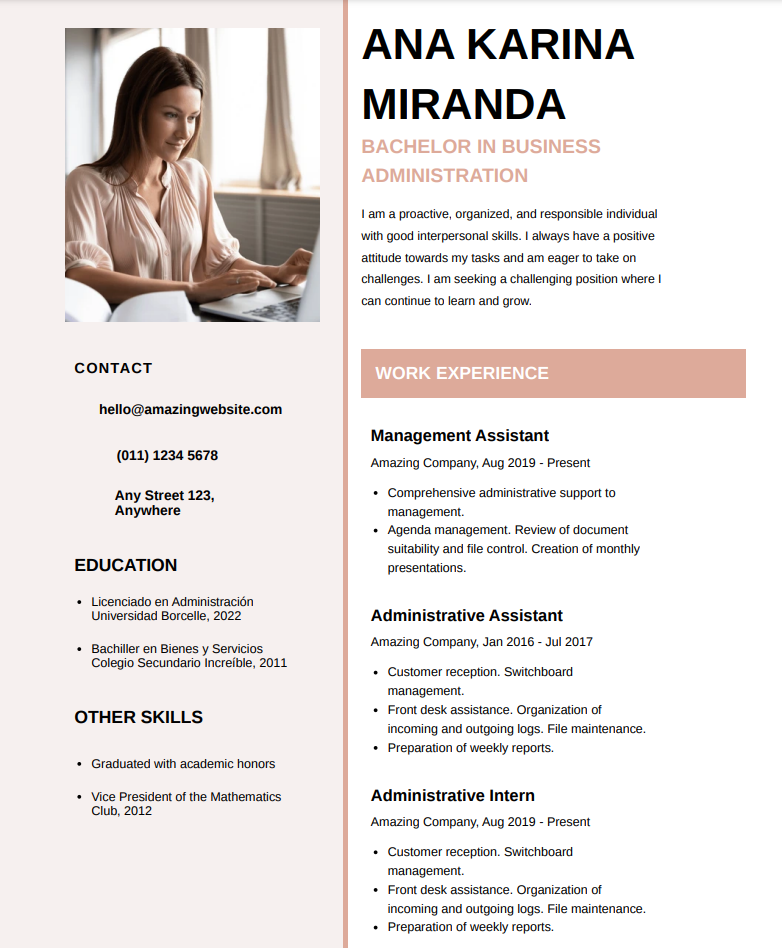 ANA KARINA
MIRANDA
BACHELOR IN BUSINESS
ADMINISTRATION
I am a proactive, organized, and responsible individual
with good interpersonal skills. I always have a positive
attitude towards my tasks and am eager to take on
challenges. I am seeking a challenging position where I
can continue to learn and grow.
CONTACT
hello@amazingwebsite.com
(011) 1234 5678
Any Street 123,
Anywhere
EDUCATION
• Licenciado en Administración
Universidad Borcelle, 2022
• Bachiller en Bienes y Servicios
Colegio Secundario Increíble, 2011
OTHER SKILLS
• Graduated with academic honors
• Vice President of the Mathematics
Club, 2012
WORK EXPERIENCE
Management Assistant
Amazing Company, Aug 2019 - Present
• Comprehensive administrative support to
management.
• Agenda management. Review of document
suitability and file control. Creation of monthly
presentations.
Administrative Assistant
Amazing Company, Jan 2016 - Jul 2017
• Customer reception. Switchboard
management.
• Front desk assistance. Organization of
incoming and outgoing logs. File maintenance.
• Preparation of weekly reports.
Administrative Intern
Amazing Company, Aug 2019 - Present
• Customer reception. Switchboard
management.
• Front desk assistance. Organization of
incoming and outgoing logs. File maintenance.
• Preparation of weekly reports.